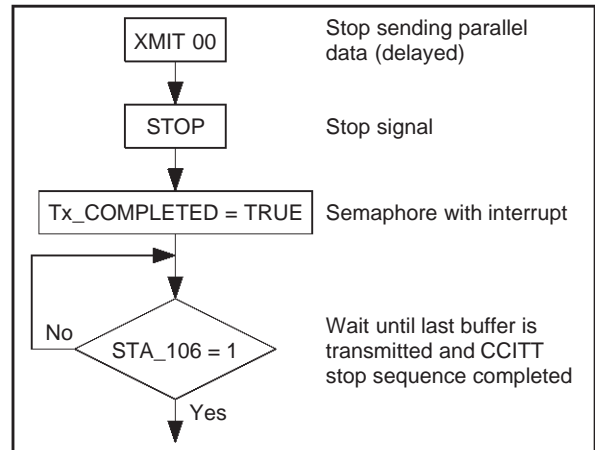 XMIT 00
Stop sending parallel
data (delayed)
STOP
Stop signal
Tx_COMPLETED = TRUE
Semaphore with interrupt
No
STA_106 = 1
Wait until last buffer is
transmitted and CCITT
stop sequence completed
Yes